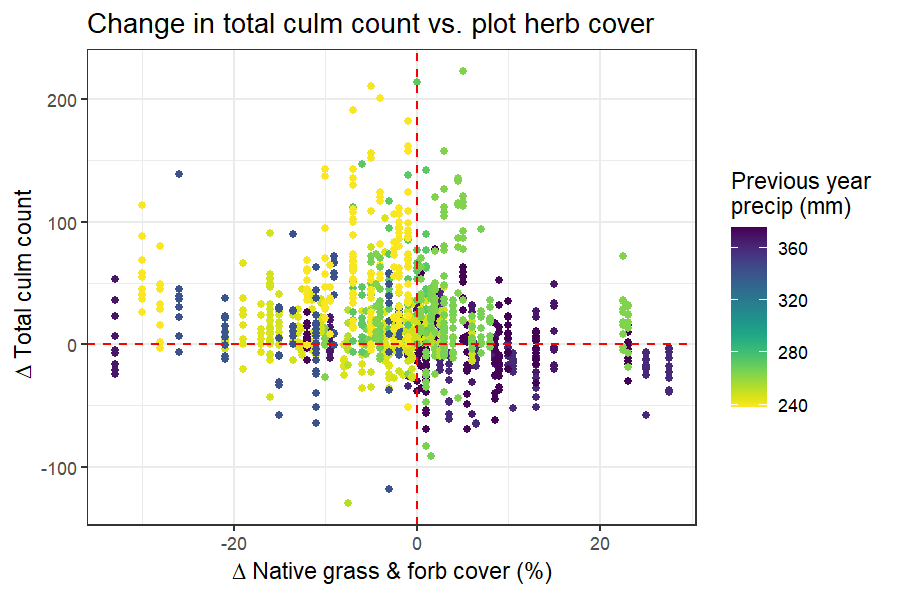 Change in total culm count vs. plot herb cover
Δ Total culm count
200
100
0
-100
-20
0
20
Δ Native grass & forb cover (%)
Previous year
precip (mm)
360
320
280
240